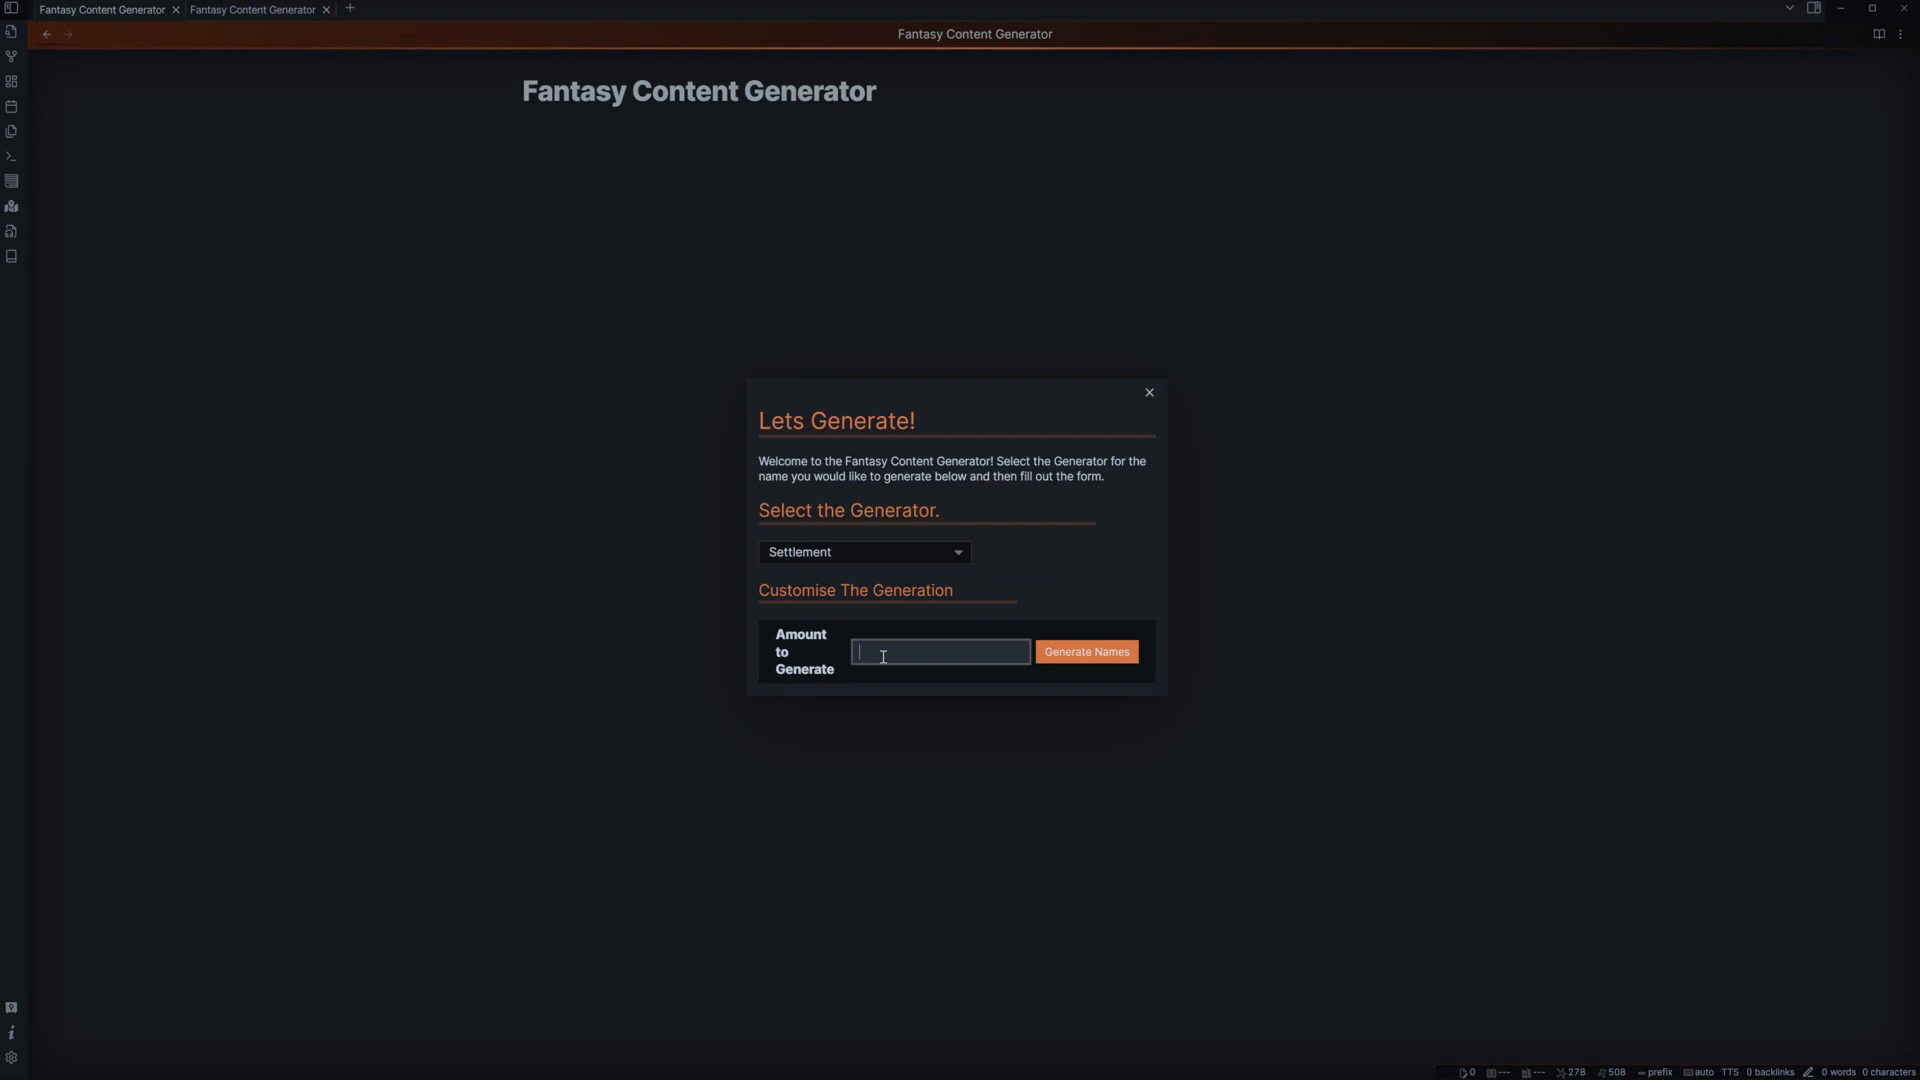 Fantasy Content Generator
Fantasy Content Generator
Fantasy Content Generator
Fantasy Content Generator
Lets Generate!
Welcome to the Fantasy Content Generator! Select the Generator for the
name you would like to generate below and then fill out the form.
Select the Generator.
Settlement
Customise The Generation
Amount
to
Generate
Generate Names
0 --- --- 278 508 prefix auto TTS 0 backlinks 0 words 0 characters